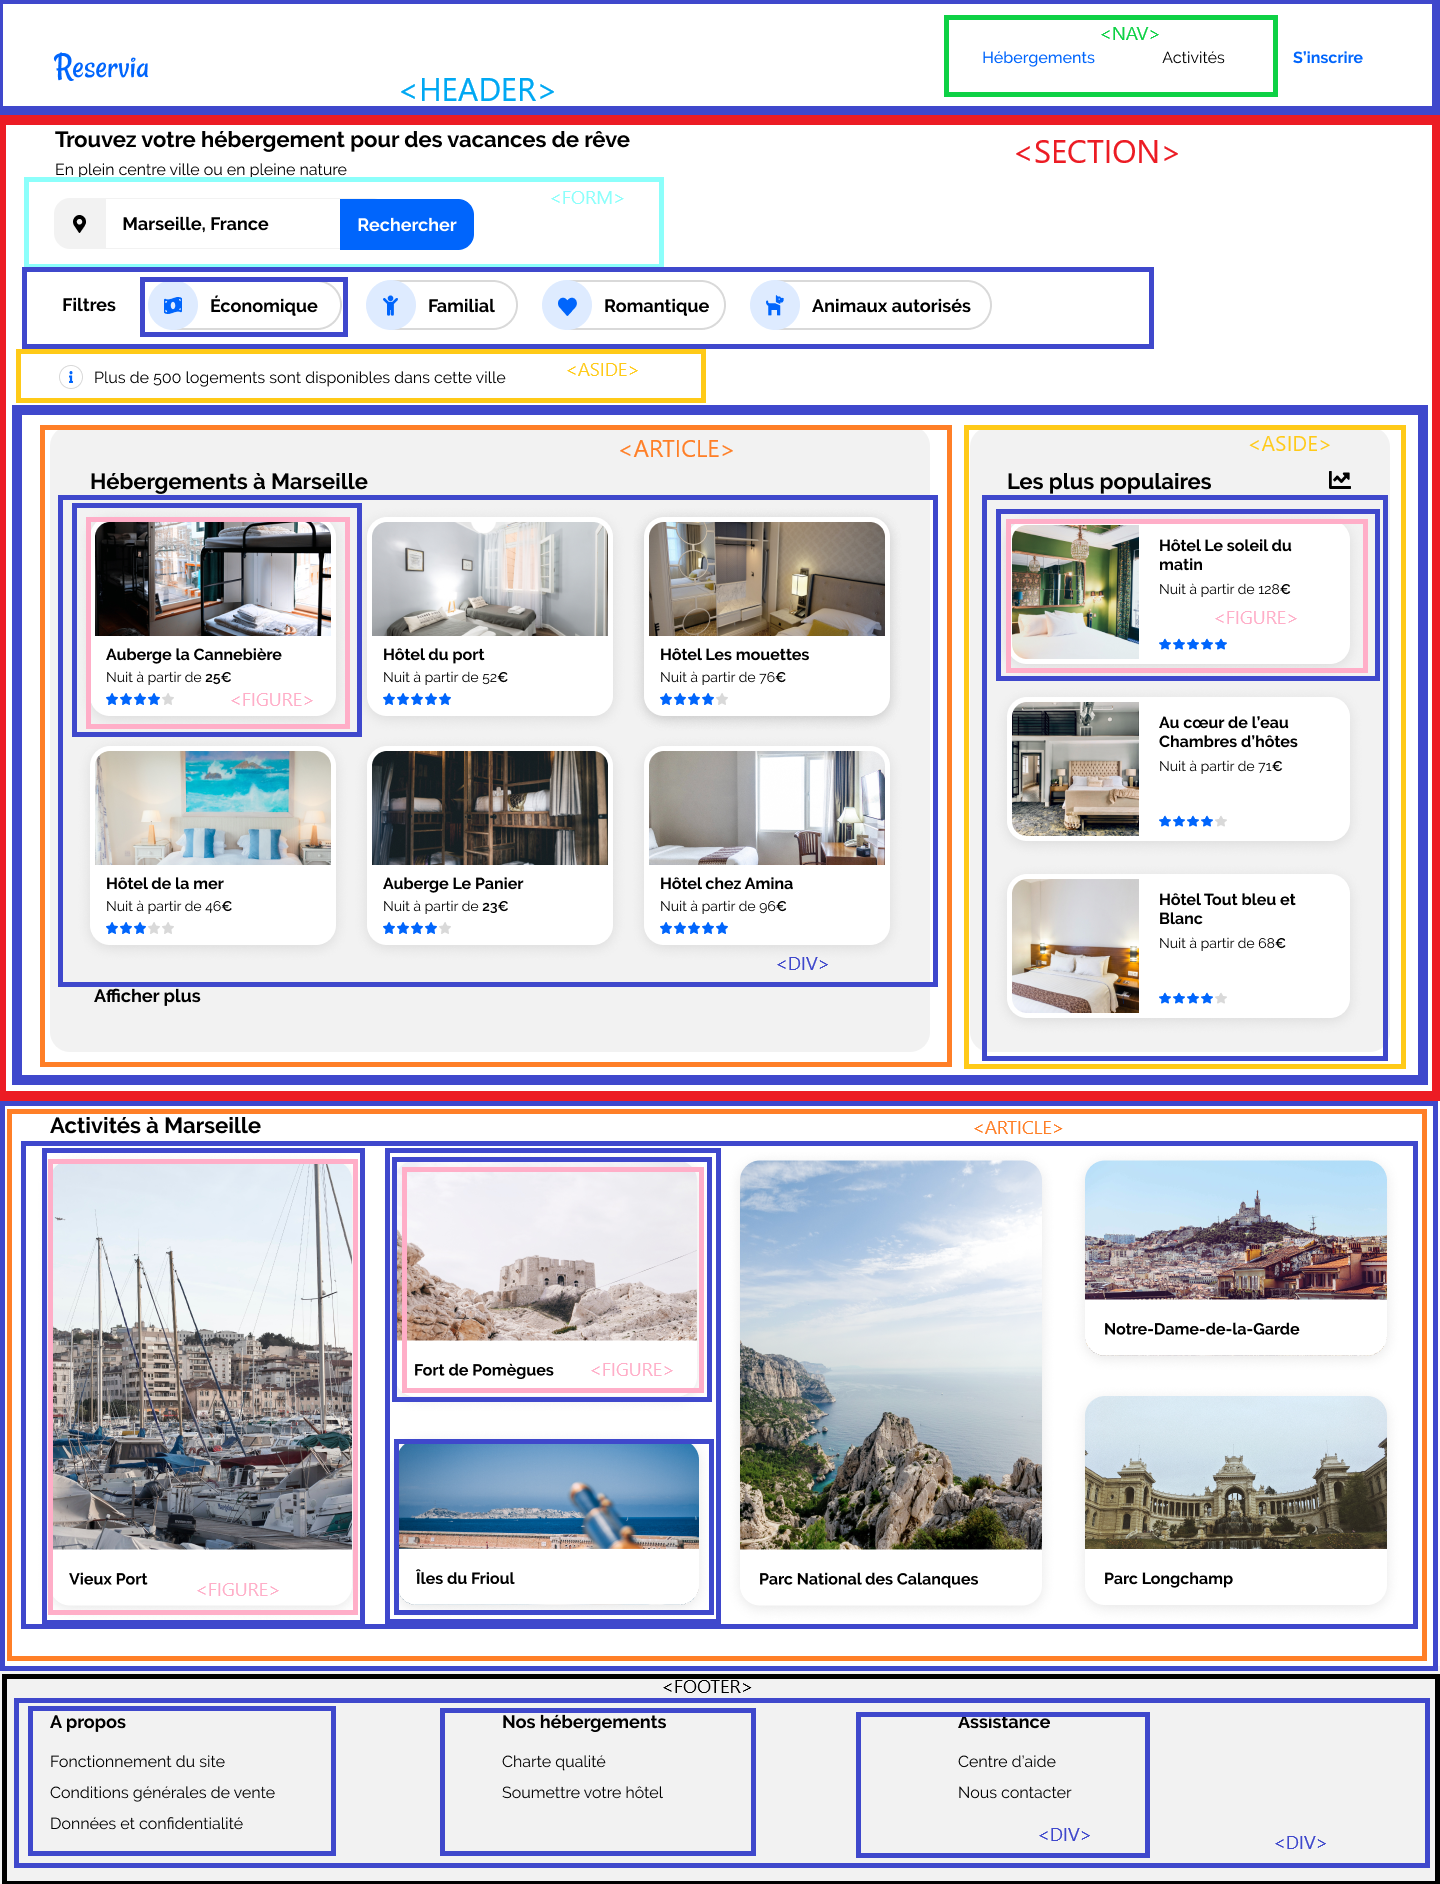 <NAV>
Reservia
Hébergements
Activités
S'inscrire
<HEADER>
Trouvez votre hébergement pour des vacances de rêve
<SECTION>
En plein centre ville ou en pleine nature
<FORM>
Marseille, France
Rechercher
Filtres
Économique
Familial
Romantique
Animaux autorisés
Plus de 500 logements sont disponibles dans cette ville
<ASIDE>
<ARTICLE>
Hébergements à Marseille
Auberge la Cannebière
Nuit à partir de 25€
<FIGURE>
Hôtel du port
Nuit à partir de 52€
Hôtel Les mouettes
Nuit à partir de 76€
Hôtel de la mer
Nuit à partir de 46€
Auberge Le Panier
Nuit à partir de 23€
Hôtel chez Amina
Nuit à partir de 96€
<DIV>
Afficher plus
<ASIDE>
Les plus populaires
Hôtel Le soleil du
matin
Nuit à partir de 128€
<FIGURE>
Au cœur de l'eau
Chambres d'hôtes
Nuit à partir de 71€
Hôtel Tout bleu et
Blanc
Nuit à partir de 68€
Activités à Marseille
<ARTICLE>
Vieux Port
<FIGURE>
Fort de Pomègues
<FIGURE>
Îles du Frioul
Parc National des Calanques
Notre-Dame-de-la-Garde
Parc Longchamp
<FOOTER>
A propos
Fonctionnement du site
Conditions générales de vente
Données et confidentialité
Nos hébergements
Charte qualité
Soumettre votre hôtel
Assistance
Centre d'aide
Nous contacter
<DIV>
<DIV>